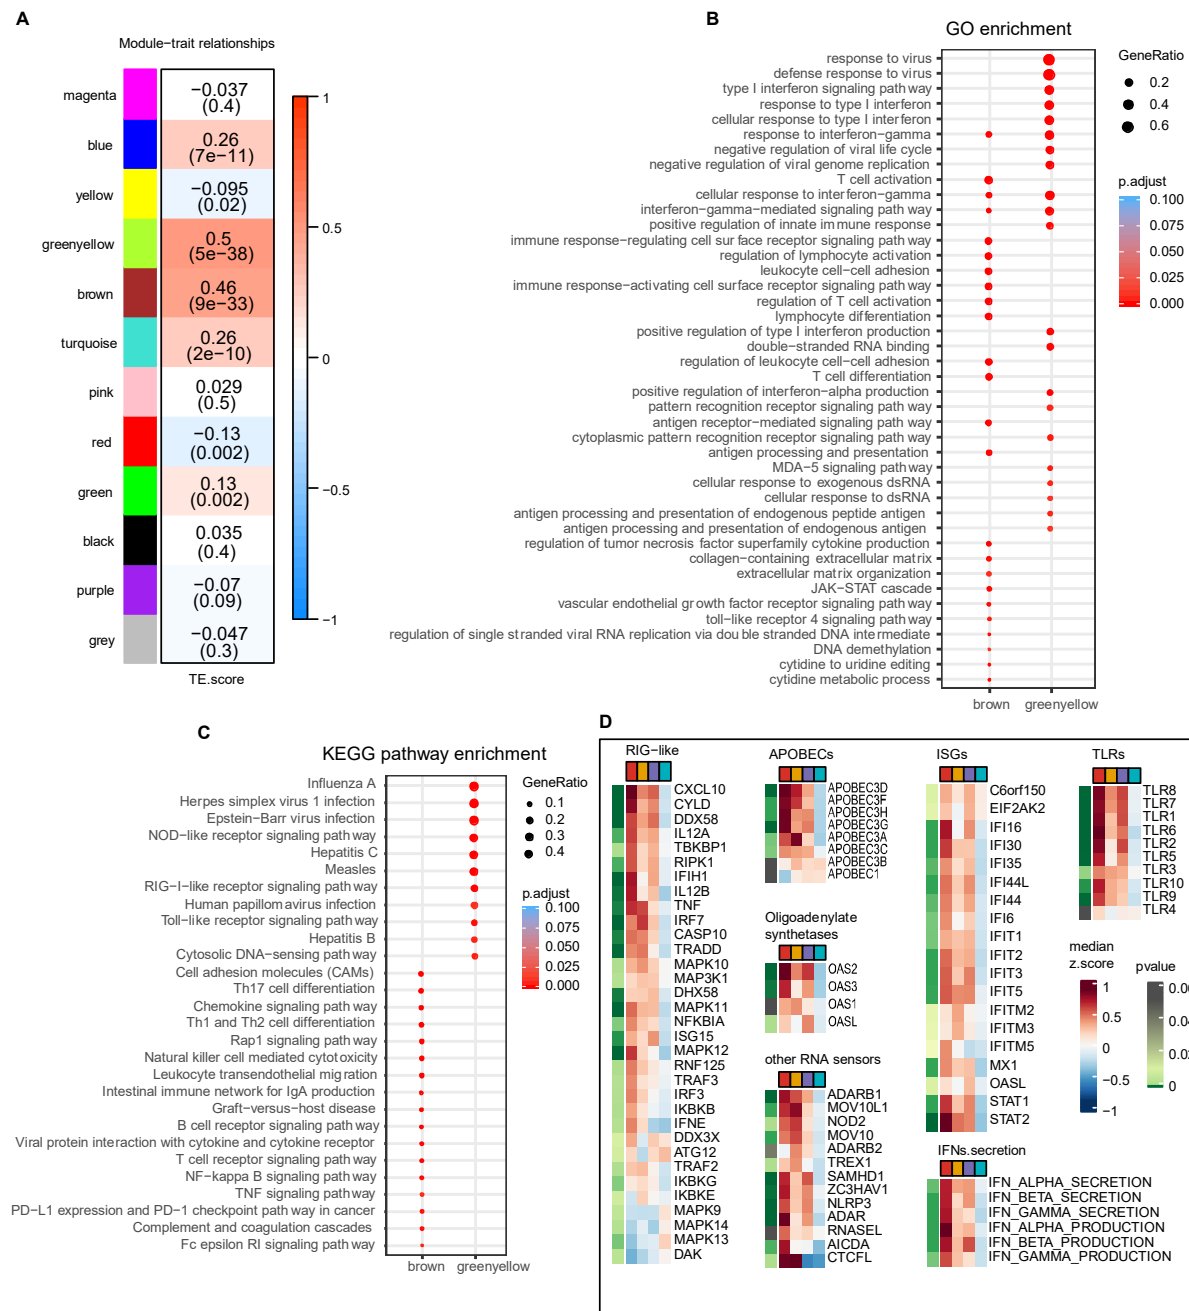 A
Module−trait relationships
magenta
−0.037
(0.4)
blue
0.26
(7e−11)
yellow
−0.095
(0.02)
greenyellow
0.5
(5e−38)
brown
0.46
(9e−33)
turquoise
0.26
(2e−10)
pink
0.029
(0.5)
red
−0.13
(0.002)
green
0.13
(0.002)
black
0.035
(0.4)
purple
−0.07
(0.09)
grey
−0.047
(0.3)
TE.score
1
0.5
0
−0.5
−1
B
GO enrichment
response to virus
defense response to virus
type I interferon signaling pathway
response to type I interferon
cellular response to type I interferon
response to interferon−gamma
negative regulation of viral life cycle
negative regulation of viral genome replication
T cell activation
cellular response to interferon−gamma
interferon−gamma−mediated signaling pathway
positive regulation of innate immune response
immune response−regulating cell surface receptor signaling pathway
regulation of lymphocyte activation
leukocyte cell−cell adhesion
immune response−activating cell surface receptor signaling pathway
regulation of T cell activation
lymphocyte differentiation
positive regulation of type I interferon production
double−stranded RNA binding
regulation of leukocyte cell−cell adhesion
T cell differentiation
positive regulation of interferon−alpha production
pattern recognition receptor signaling pathway
antigen receptor−mediated signaling pathway
cytoplasmic pattern recognition receptor signaling pathway
antigen processing and presentation
MDA−5 signaling pathway
cellular response to exogenous dsRNA
cellular response to dsRNA
antigen processing and presentation of endogenous peptide antigen
antigen processing and presentation of endogenous antigen
regulation of tumor necrosis factor superfamily cytokine production
collagen−containing extracellular matrix
extracellular matrix organization
JAK−STAT cascade
vascular endothelial growth factor receptor signaling pathway
toll−like receptor 4 signaling pathway
regulation of single stranded viral RNA replication via double stranded DNA intermediate
DNA demethylation
cytidine to uridine editing
cytidine metabolic process
brown
greenyellow
GeneRatio
0.2
0.4
0.6
p.adjust
0.100
0.075
0.050
0.025
0.000
C
KEGG pathway enrichment
Influenza A
Herpes simplex virus 1 infection
Epstein−Barr virus infection
NOD−like receptor signaling pathway
Hepatitis C
Measles
RIG−I−like receptor signaling pathway
Human papillomavirus infection
Toll−like receptor signaling pathway
Hepatitis B
Cytosolic DNA−sensing pathway
Cell adhesion molecules (CAMs)
Th17 cell differentiation
Chemokine signaling pathway
Th1 and Th2 cell differentiation
Rap1 signaling pathway
Natural killer cell mediated cytotoxicity
Leukocyte transendothelial migration
Intestinal immune network for IgA production
Graft−versus−host disease
B cell receptor signaling pathway
Viral protein interaction with cytokine and cytokine receptor
T cell receptor signaling pathway
NF−kappa B signaling pathway
TNF signaling pathway
PD−L1 expression and PD−1 checkpoint pathway in cancer
Complement and coagulation cascades
Fc epsilon RI signaling pathway
brown
greenyellow
GeneRatio
0.1
0.2
0.3
0.4
p.adjust
0.100
0.075
0.050
0.025
0.000
D
RIG−like
CXCL10
CYLD
DDX58
IL12A
TBKBP1
RIPK1
IFIH1
IL12B
TNF
IRF7
CASP10
TRADD
MAPK10
MAP3K1
DHX58
MAPK11
NFKBIA
ISG15
MAPK12
RNF125
TRAF3
IRF3
IKBKB
IFNE
DDX3X
ATG12
TRAF2
IKBKG
IKBKE
MAPK9
MAPK14
MAPK13
DAK
APOBECs
APOBEC3D
APOBEC3F
APOBEC3H
APOBEC3G
APOBEC3A
APOBEC3C
APOBEC3B
APOBEC1
Oligoadenylate
synthetases
OAS2
OAS3
OAS1
OASL
other RNA sensors
ADARB1
MOV10L1
NOD2
MOV10
ADARB2
TREX1
SAMHD1
ZC3HAV1
NLRP3
ADAR
RNASEL
AICDA
CTCFL
ISGs
C6orf150
EIF2AK2
IFI16
IFI30
IFI35
IFI44L
IFI44
IFI6
IFIT1
IFIT2
IFIT3
IFIT5
IFITM2
IFITM3
IFITM5
MX1
OASL
STAT1
STAT2
IFNs.secretion
IFN_ALPHA_SECRETION
IFN_BETA_SECRETION
IFN_GAMMA_SECRETION
IFN_ALPHA_PRODUCTION
IFN_BETA_PRODUCTION
IFN_GAMMA_PRODUCTION
TLRs
TLR8
TLR7
TLR1
TLR6
TLR2
TLR5
TLR3
TLR10
TLR9
TLR4
median
z.score
1
0.5
0
−0.5
−1
pvalue
0.0
0.0
0